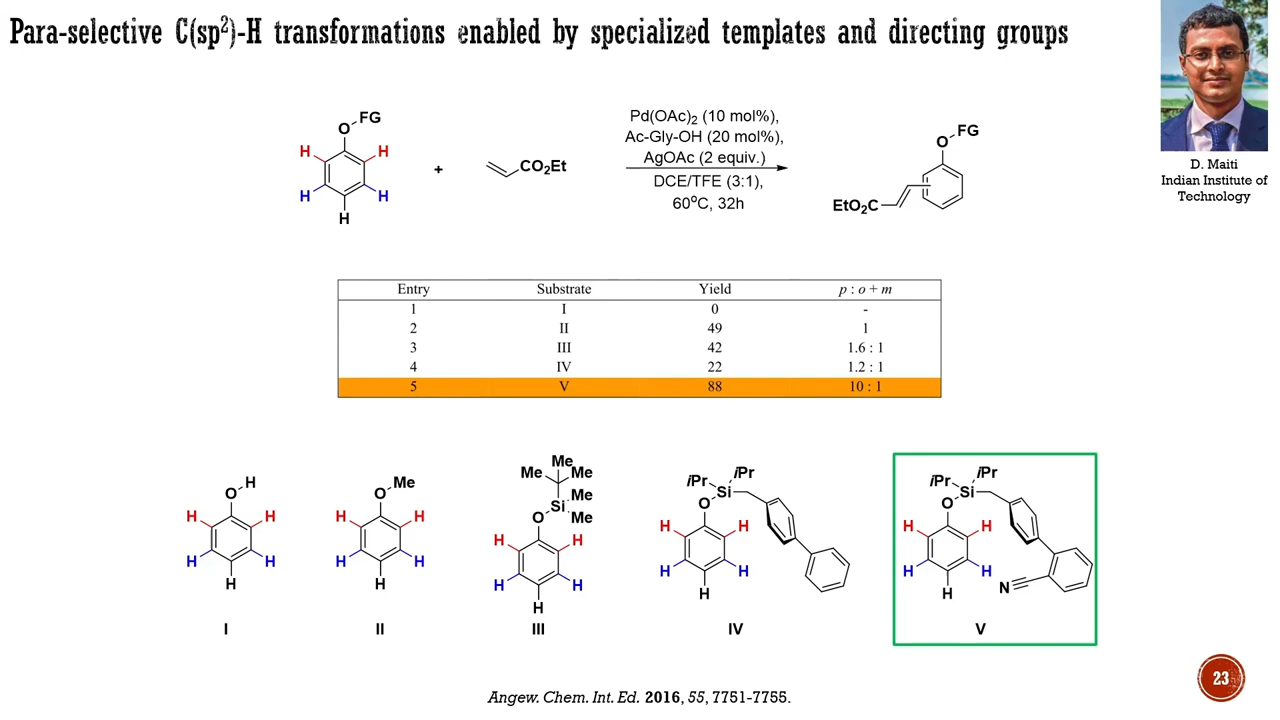 Para-selective C(sp²)-H transformations enabled by specialized templates and directing groups
D. Maiti
Indian Institute of
Technology
O FG
H H
H H
H
+
CO₂Et
Pd(OAc)₂ (10 mol%),
Ac-Gly-OH (20 mol%),
AgOAc (2 equiv.)
DCE/TFE (3:1),
60°C, 32h
O FG
EtO₂C
Entry Substrate Yield p : o + m
1 I 0 -
2 II 49 1
3 III 42 1.6 : 1
4 IV 22 1.2 : 1
5 V 88 10 : 1
O H
H H
H H
H
I
O Me
H H
H H
H
II
Me
Me Me
Si Me
O Me
H H
H H
H
III
iPr iPr
Si
O
H H
H H
H
IV
iPr iPr
Si
O
H H
H H
H
N
V
Angew. Chem. Int. Ed. 2016, 55, 7751-7755.
23